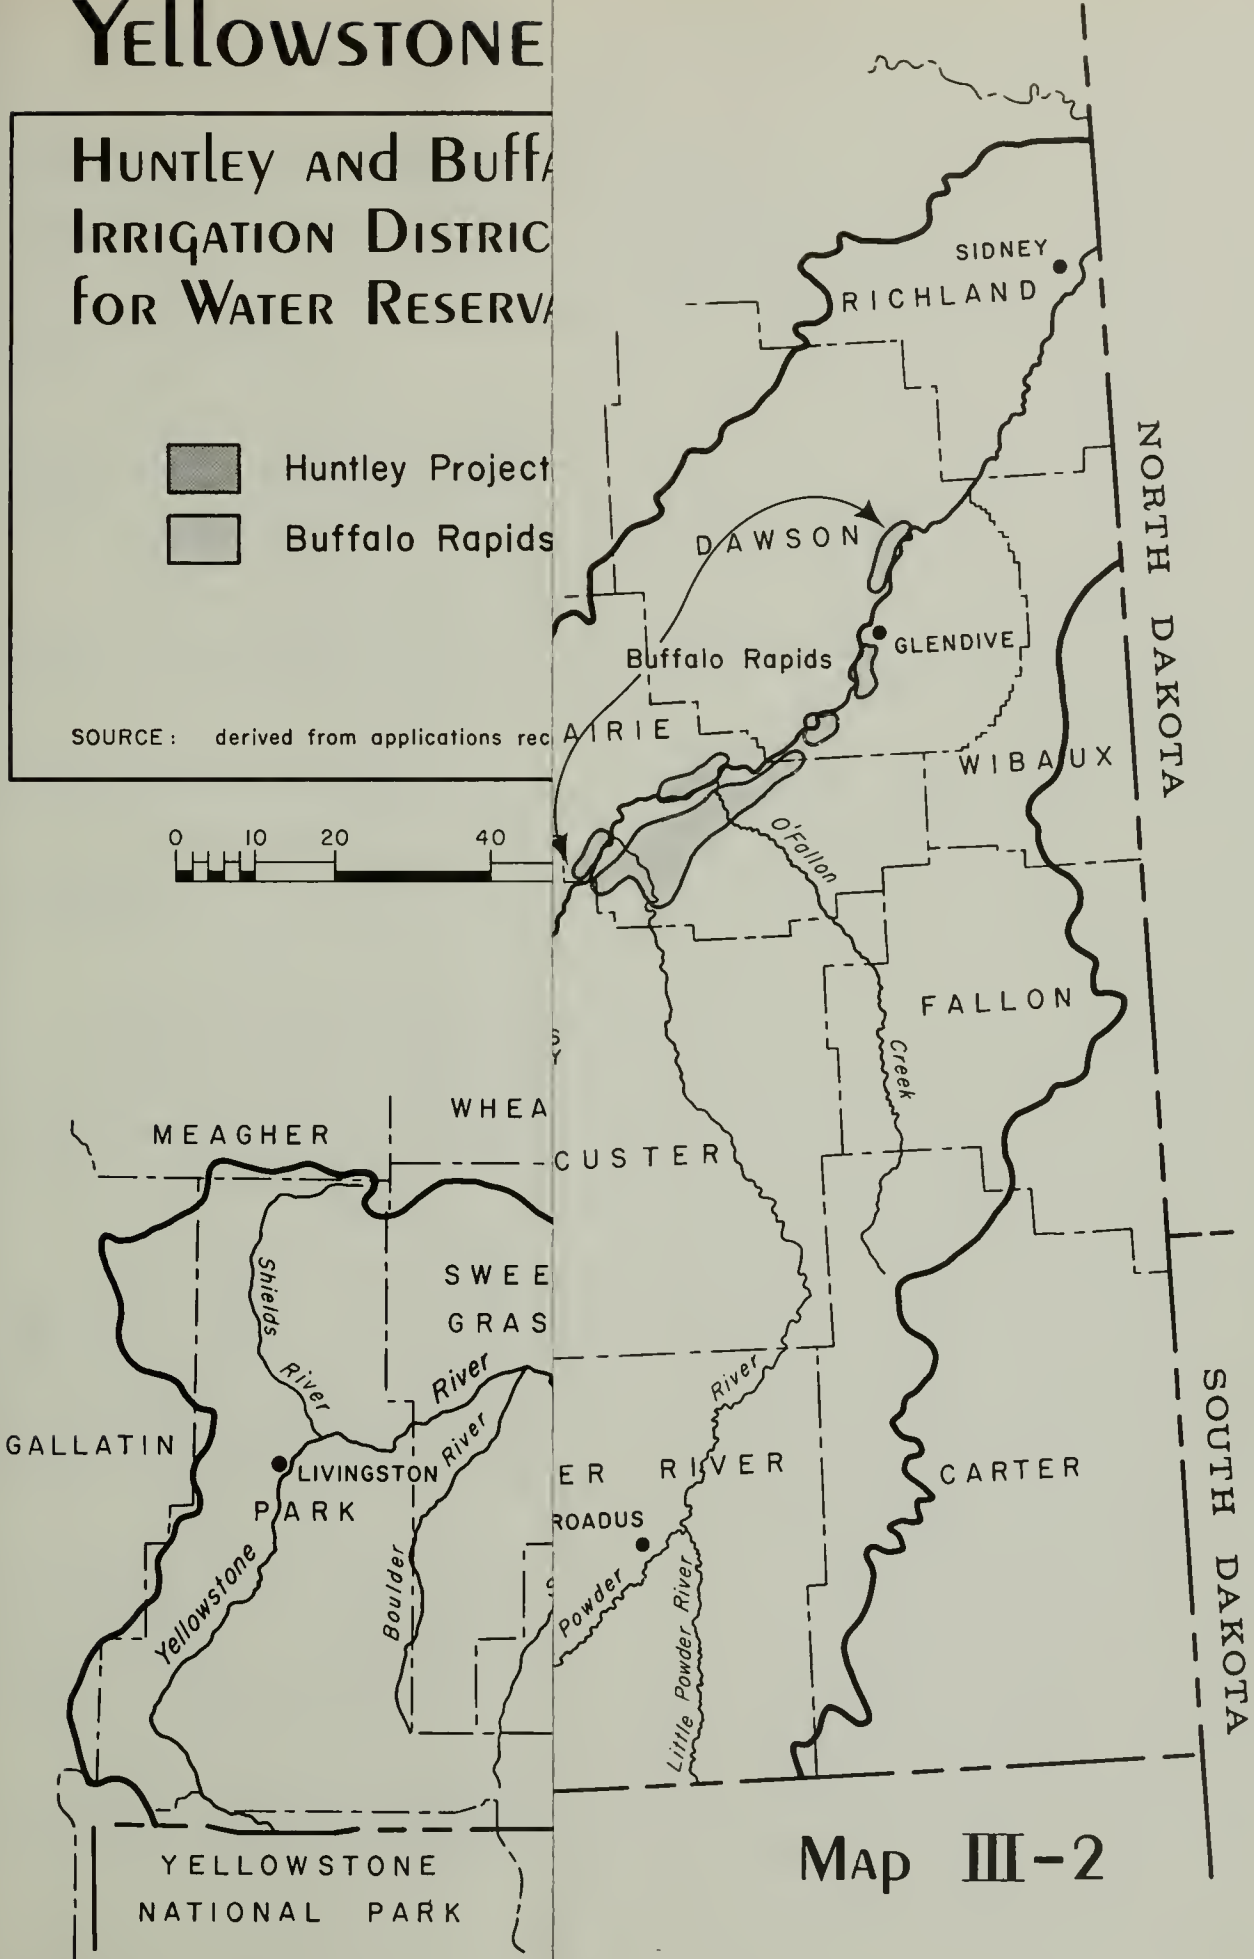 Yellowstone
Huntley and Buffa
Irrigation Distric
for Water Reserva
Huntley Project
Buffalo Rapids
SOURCE: derived from applications rec
0 10 20 40
SIDNEY
RICHLAND
NORTH DAKOTA
DAWSON
GLENDIVE
Buffalo Rapids
AIRIE
WIBAUX
O'Fallon
Creek
FALLON
S
Y
CUSTER
MEAGHER
WHEA
Shields
River
SWEE
GRAS
River
River
Boulder
GALLATIN
LIVINGSTON
PARK
Yellowstone
YELLOWSTONE
NATIONAL PARK
River
ER RIVER
ROADUS
Powder
Little Powder River
CARTER
SOUTH DAKOTA
Map III-2